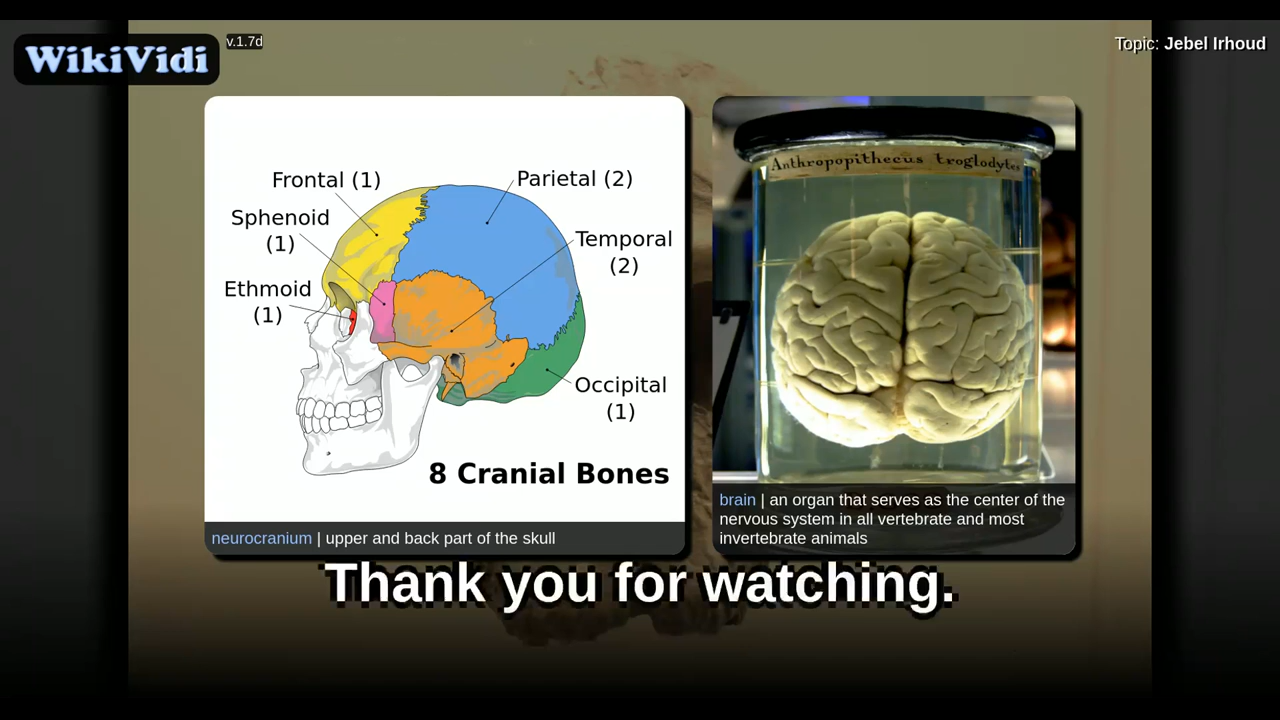 WikiVidi
v.1.7d
Topic: Jebel Irhoud
Frontal (1)
Parietal (2)
Sphenoid
(1)
Temporal
(2)
Ethmoid
(1)
Occipital
(1)
8 Cranial Bones
neurocranium | upper and back part of the skull
Anthropopithecus troglodytes
brain | an organ that serves as the center of the
nervous system in all vertebrate and most
invertebrate animals
Thank you for watching.